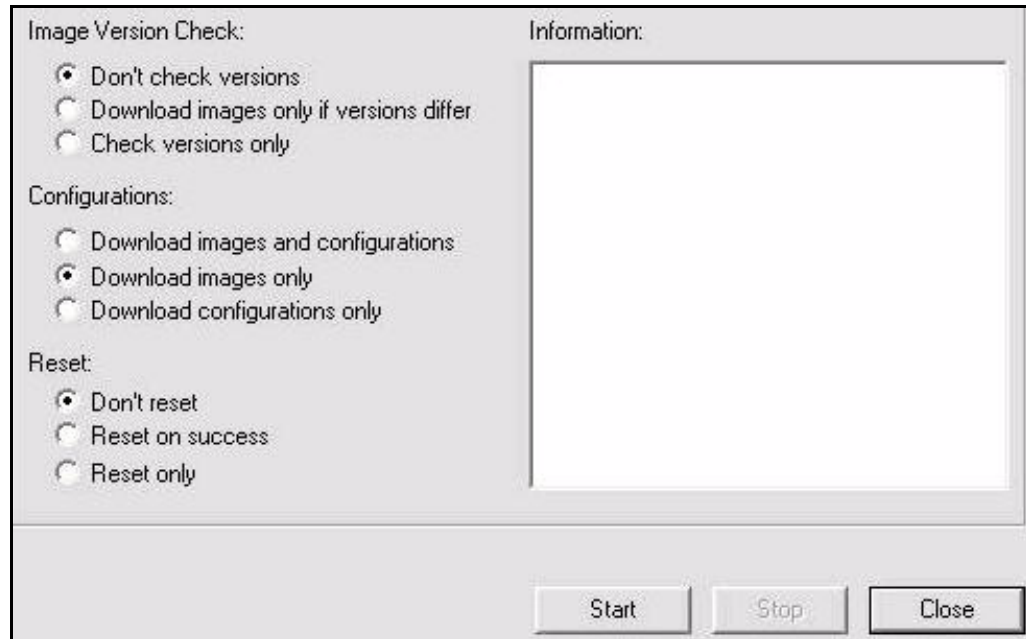 Image Version Check:
Don't check versions
Download images only if versions differ
Check versions only
Configurations:
Download images and configurations
Download images only
Download configurations only
Reset:
Don't reset
Reset on success
Reset only
Information:
Start
Stop
Close